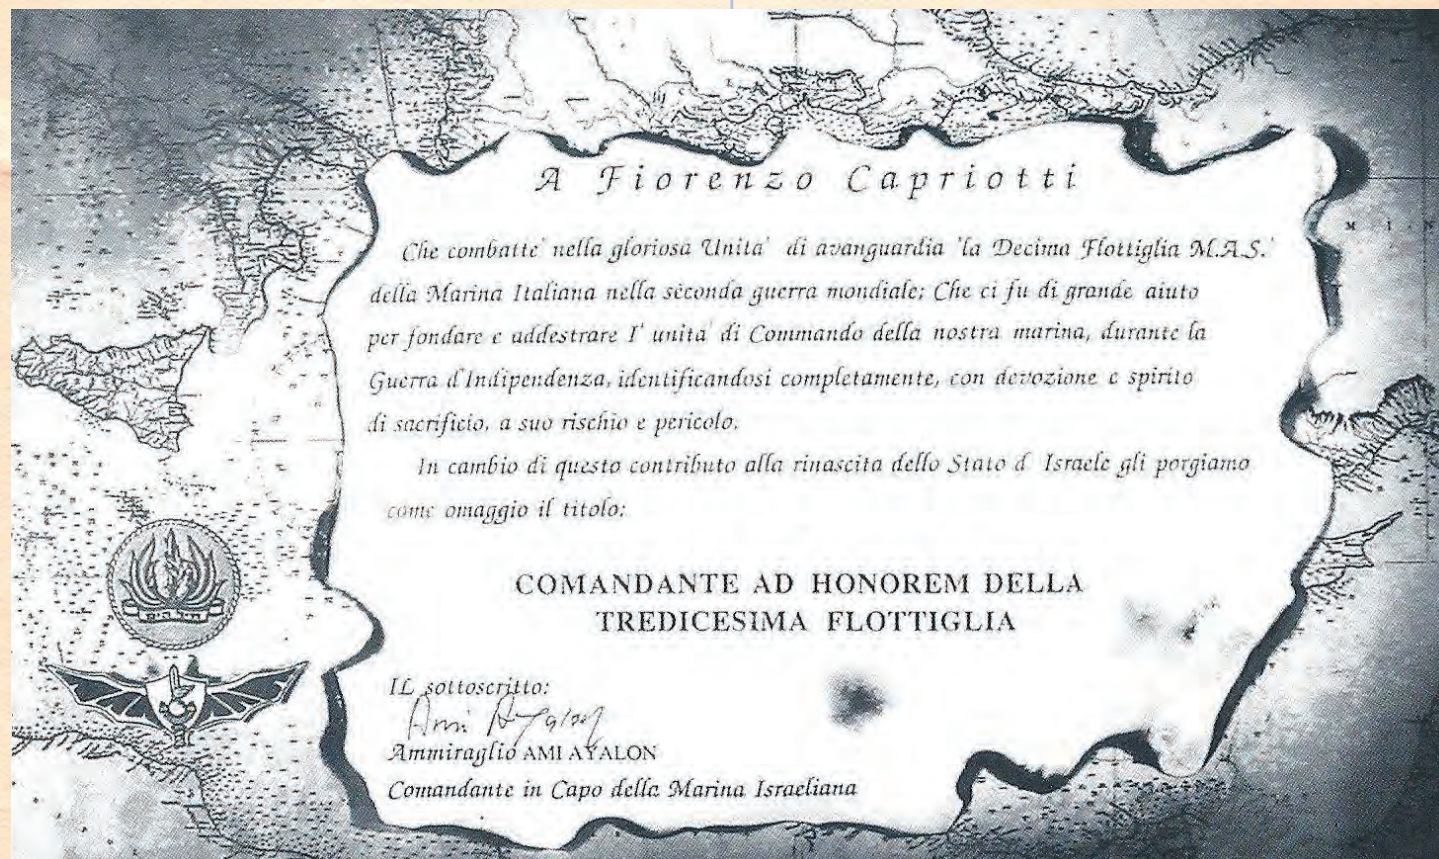 A Fiorenzo Capriotti
Che combatte' nella gloriosa Unita' di avanguardia 'la Decima Flottiglia M.A.S.'
della Marina Italiana nella seconda guerra mondiale; Che ci fu di grande aiuto
per fondare e addestrare I' unita' di Commando della nostra marina, durante la
Guerra d'Indipendenza, identificandosi completamente, con devozione e spirito
di sacrificio, a suo rischio e pericolo.
In cambio di questo contributo alla rinascita dello Stato d Israele gli porgiamo
come omaggio il titolo:
COMANDANTE AD HONOREM DELLA
TREDICESIMA FLOTTIGLIA
IL sottoscritto:
Ami Ayalon
Ammiraglio AMI AYALON
Comandante in Capo della Marina Israeliana
M I N